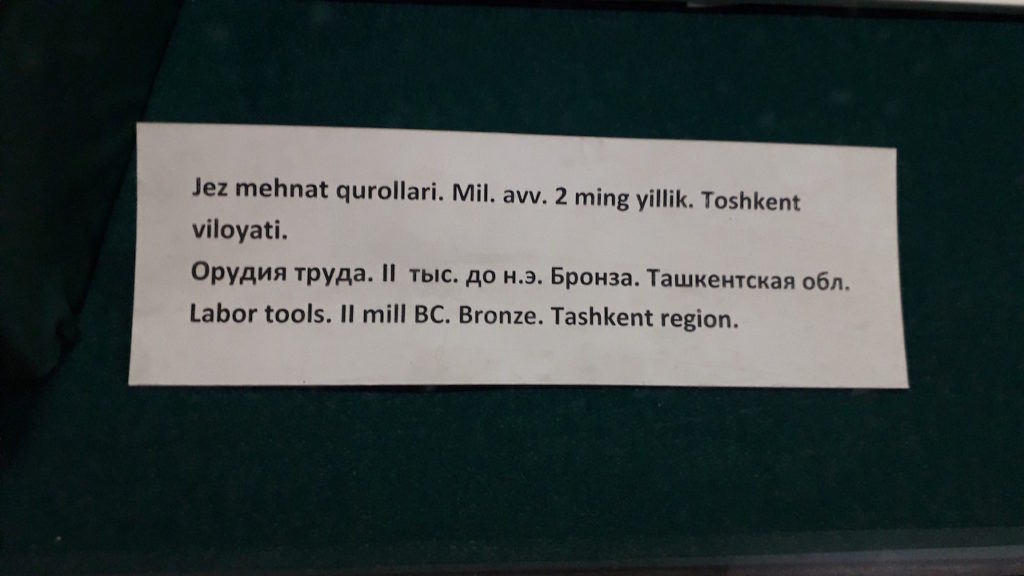 Jez mehnat qurollari. Mil. avv. 2 ming yillik. Toshkent
viloyati.
Орудия труда. II тыс. до н.э. Бронза. Ташкентская обл.
Labor tools. II mill BC. Bronze. Tashkent region.